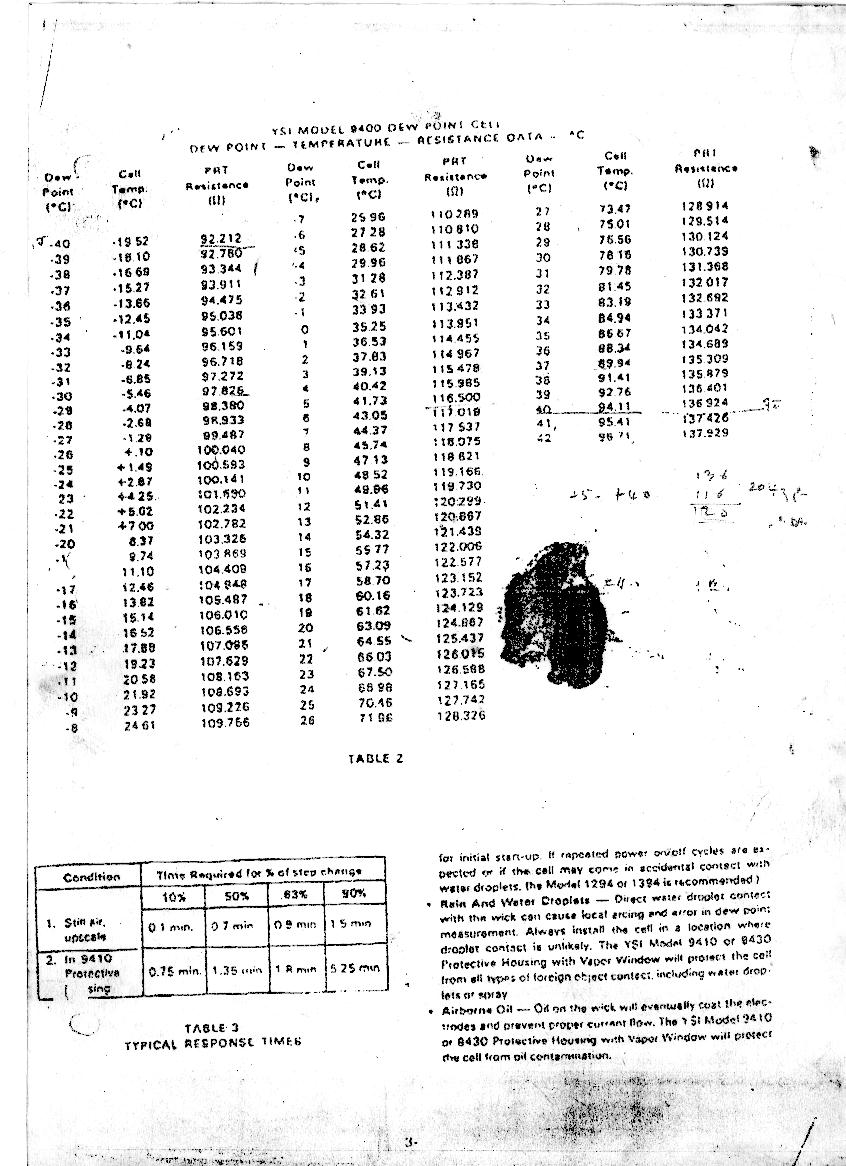 YSI MODEL 9400 DEW POINT CELL
DEW POINT — TEMPERATURE — RESISTANCE DATA - °C
Dew Point (°C) Cell Temp. (°C) PRT Resistance (Ω) Dew Point (°C) Cell Temp. (°C) PRT Resistance (Ω) Dew Point (°C) Cell Temp. (°C) PRT Resistance (Ω)
-7 25 96 110 289 27 73.47 128 914
-40 -19 52 92.212 -6 27 28 110 810 28 75 01 129.514
-39 -18 10 92.760 -5 28 62 111 338 29 76 56 130 124
-38 -16 69 93.344 -4 29.96 111 867 30 78 16 130.739
-37 -15.27 93.911 -3 31 28 112.387 31 79 78 131.368
-36 -13.86 94.475 -2 32 61 112 912 32 81.45 132 017
-35 -12.45 95.038 -1 33 93 113.432 33 83.19 132 692
-34 -11.04 95.601 0 35.25 113.951 34 84.94 133 371
-33 -9.64 96.159 1 36.53 114 455 35 86 67 134 042
-32 -8 24 96.718 2 37.83 114 967 36 88.34 134 689
-31 -6.85 97.272 3 39.13 115 478 37 89.94 135 309
-30 -5.46 97.826 4 40.42 115,985 38 91.41 135.879
-29 -4.07 98.380 5 41.73 116.500 39 92 76 136 401
-28 -2.68 98,933 6 43.05 111 019 40 94.11 136 924
-27 -1.29 99.487 7 44.37 117 537 41, 95.41 137 426
-26 +.10 100.040 8 45.74 118.075 42 96 71 137.929
-25 +1.49 100.593 9 47 13 118 621
-24 +2.87 100.141 10 48 52 119.166
23 +4.25 101.690 11 49.96 119.730
-22 +5.02 102.234 12 51.41 120.299
-21 +7 00 102.782 13 52.86 120.867
-20 8.37 103.326 14 54.32 121.439
9.74 103 869 15 55 77 122.006
11.10 104.409 16 57.23 122.577
-17 12.46 104 948 17 58 70 123.152
-16 13.82 105.487 18 60.16 123.723
-15 15.14 106.010 19 61.62 124.129
-14 16 52 106.556 20 63.09 124.867
-13 17.88 107.095 21 64 55 125.437
-12 19.23 107.629 22 66 03 126 015
-11 20 58 108.163 23 67.50 126.588
-10 21.92 108.693 24 68 98 127.165
-9 23 27 109.226 25 70.46 127.742
-8 24 61 109.766 26 71 96 128.326
-5- +40
136
116
120
TABLE 2
Condition Time Required for % of step change
10% 50% .63% 90%
1. Still Air, upscale 0 1 min. 0 7 min 0 9 min 1 5 min
2. In 9410 Protective sing 0.75 min. 1.35 min 1 8 min 5 25 min
TABLE 3
TYPICAL RESPONSE TIMES
for initial start-up. If repeated power on/off cycles are ex-
pected or if the cell may come in accidental contact with
water droplets, the Model 1294 or 1394 is recommended )
• Rain And Water Droplets — Direct water droplet contact
with the wick can cause local arcing and error in dew point
measurement. Always install the cell in a location where
droplet contact is unlikely. The YSI Model 9410 or 8430
Protective Housing with Vapor Window will protect the cell
from all types of foreign object contact, including water drop-
lets or spray
• Airborne Oil — Oil on the wick will eventually coat the elec-
trodes and prevent proper current flow. The YSI Model 9410
or 8430 Protective Housing with Vapor Window will protect
the cell from oil contamination.
3-